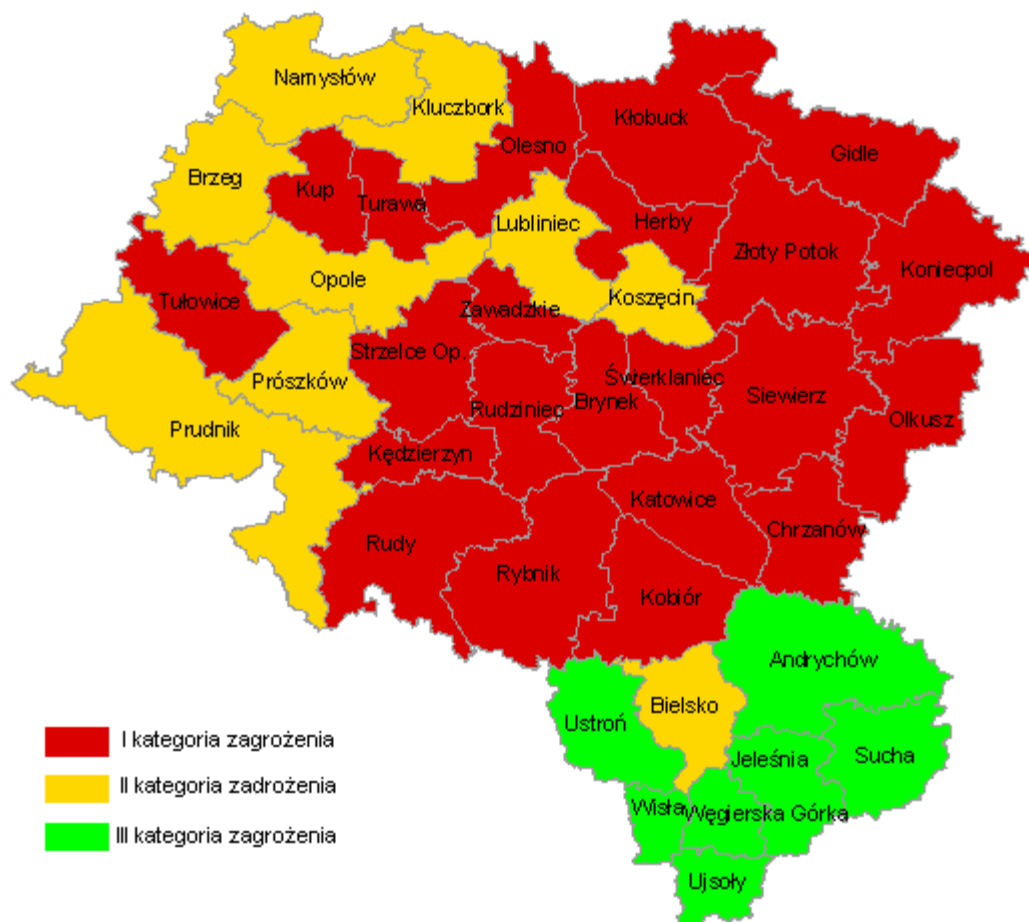 Namysłów
Kluczbork
Kłobuck
Olesno
Gidle
Brzeg
Kup
Turawa
Lubliniec
Herby
Złoty Potok
Koniecpol
Opole
Koszęcin
Tułowice
Zawadzkie
Strzelce Op.
Prószków
Świerklaniec
Rudziniec
Brynek
Siewierz
Olkusz
Prudnik
Kędzierzyn
Katowice
Chrzanów
Rudy
Rybnik
Kobiór
Andrychów
Bielsko
Ustroń
Jeleśnia
Sucha
Wisła
Węgierska Górka
Ujsoły
I kategoria zagrożenia
II kategoria zadrożenia
III kategoria zagrożenia